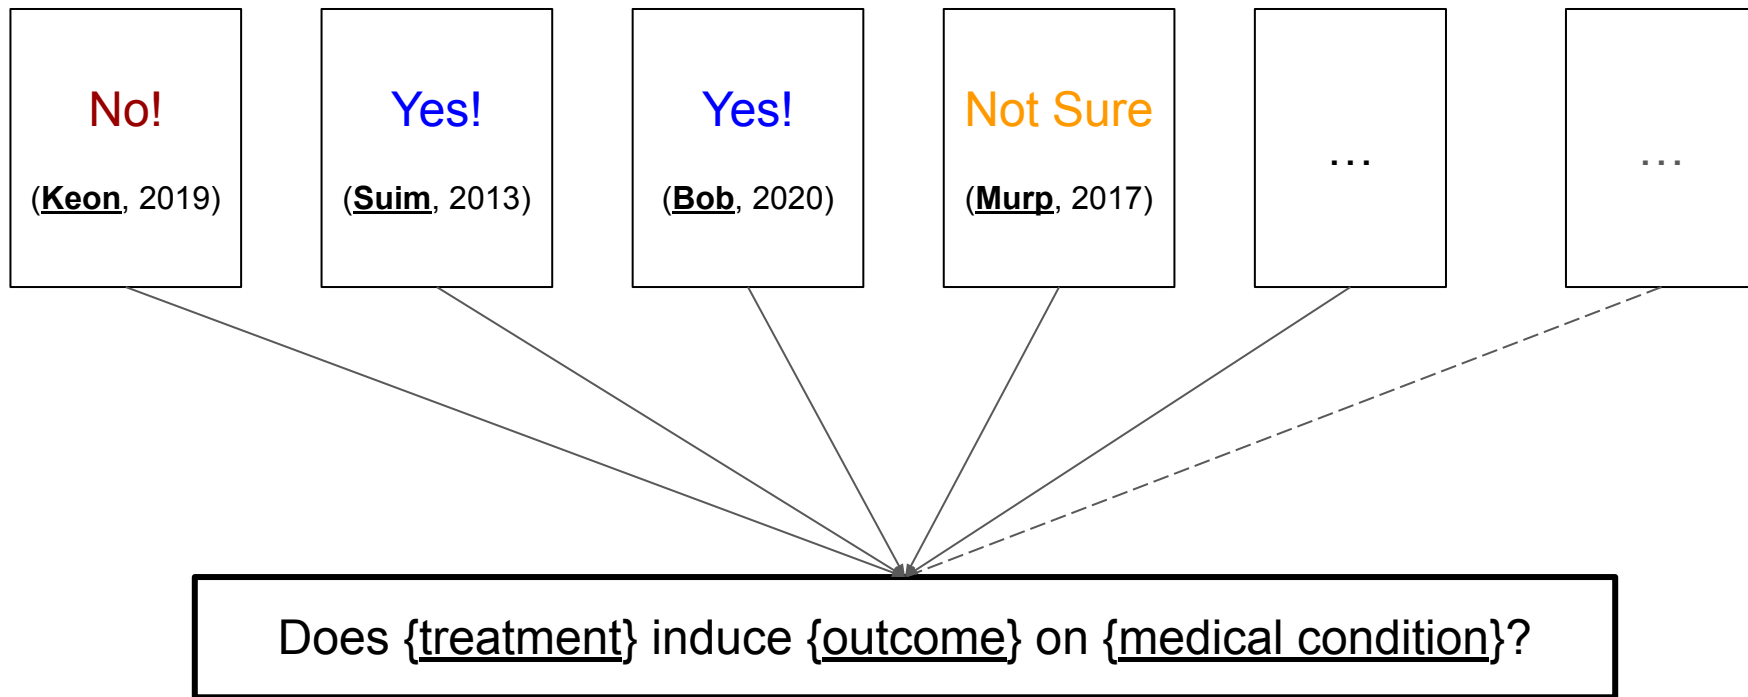 No!
(Keon, 2019)
Yes!
(Suim, 2013)
Yes!
(Bob, 2020)
Not Sure
(Murp, 2017)
...
...
Does {treatment} induce {outcome} on {medical condition}?